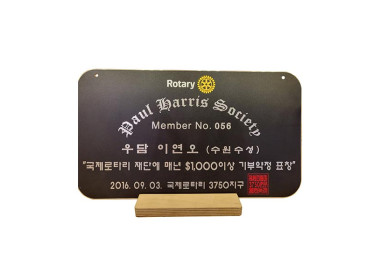 Rotary
Paul Harris Society
Member No. 056
우담 이연오 (수원수성)
"국제로타리 재단에 매년 $1,000이상 기부약정 표창"
2016. 09. 03. 국제로타리 3750지구